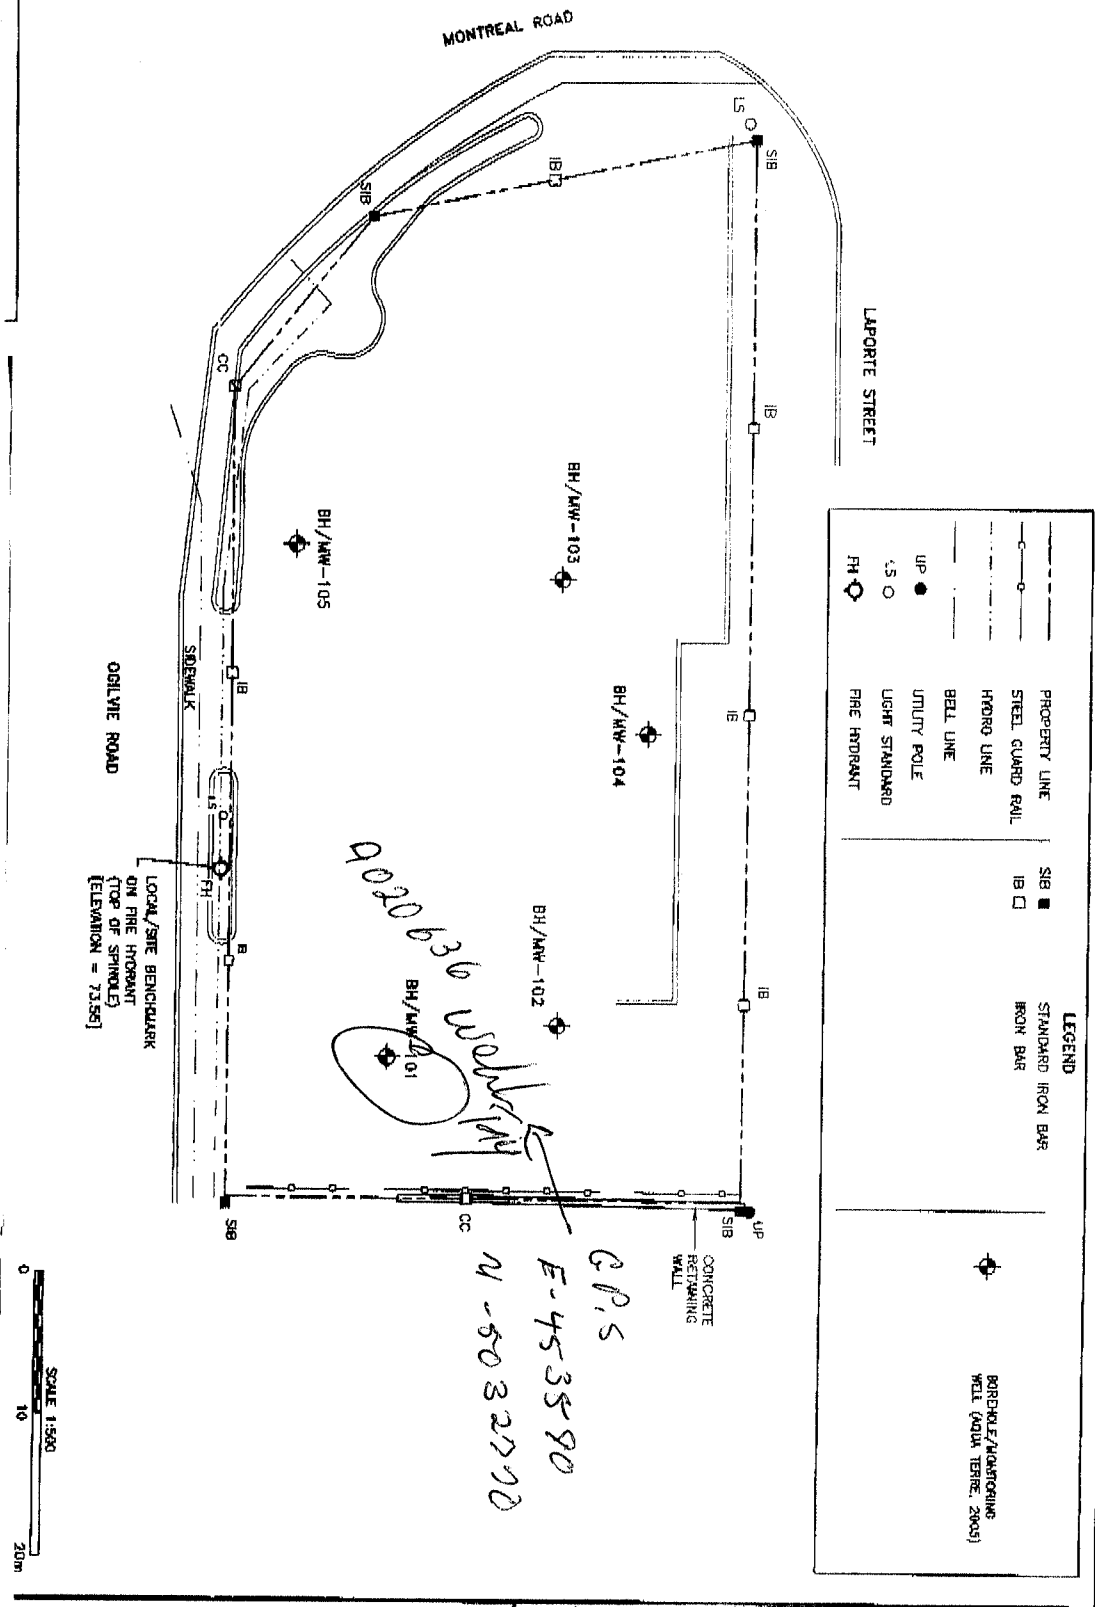 MONTREAL ROAD
LAPORTE STREET
LS
SIB
IB
SIB
CC
IB
BH/MW-103
BH/MW-105
BH/MW-104
IB
IB
SIDEWALK
OGILVIE ROAD
LS
FH
IB
IB
BH/MW-102
BH/MW-101
LOCAL/SITE BENCHMARK
ON FIRE HYDRANT
(TOP OF SPINDLE)
[ELEVATION = 73.55]
SIB
CC
SIB
UP
CONCRETE
RETAINING
WALL
9020636
G.P.S
LEGEND
PROPERTY LINE
STEEL GUARD RAIL
HYDRO LINE
BELL LINE
UP
UTILITY POLE
LS
LIGHT STANDARD
FH
FIRE HYDRANT
SIB
STANDARD IRON BAR
IB
IRON BAR
BOREHOLE/MONITORING
WELL (AQUA TERRE, 2005)
SCALE 1:500
0
10
20m